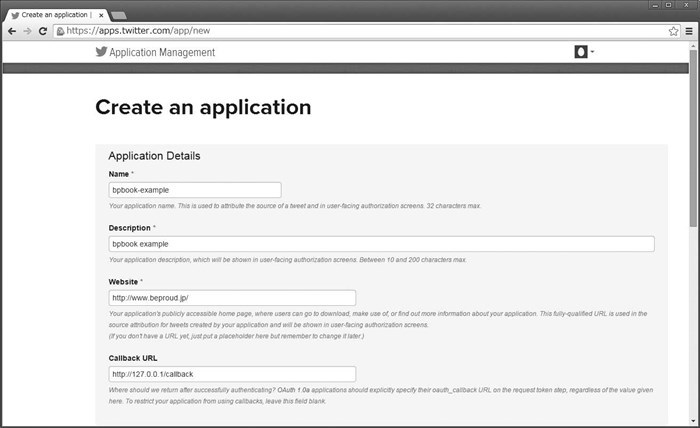 Create an application |
https://apps.twitter.com/app/new
Application Management
Create an application
Application Details
Name *
bpbook-example
Your application name. This is used to attribute the source of a tweet and in user-facing authorization screens. 32 characters max.
Description *
bpbook example
Your application description, which will be shown in user-facing authorization screens. Between 10 and 200 characters max.
Website *
http://www.beproud.jp/
Your application's publicly accessible home page, where users can go to download, make use of, or find out more information about your application. This fully-qualified URL is used in the
source attribution for tweets created by your application and will be shown in user-facing authorization screens.
(If you don't have a URL yet, just put a placeholder here but remember to change it later.)
Callback URL
http://127.0.0.1/callback
Where should we return after successfully authenticating? OAuth 1.0a applications should explicitly specify their oauth_callback URL on the request token step, regardless of the value given
here. To restrict your application from using callbacks, leave this field blank.